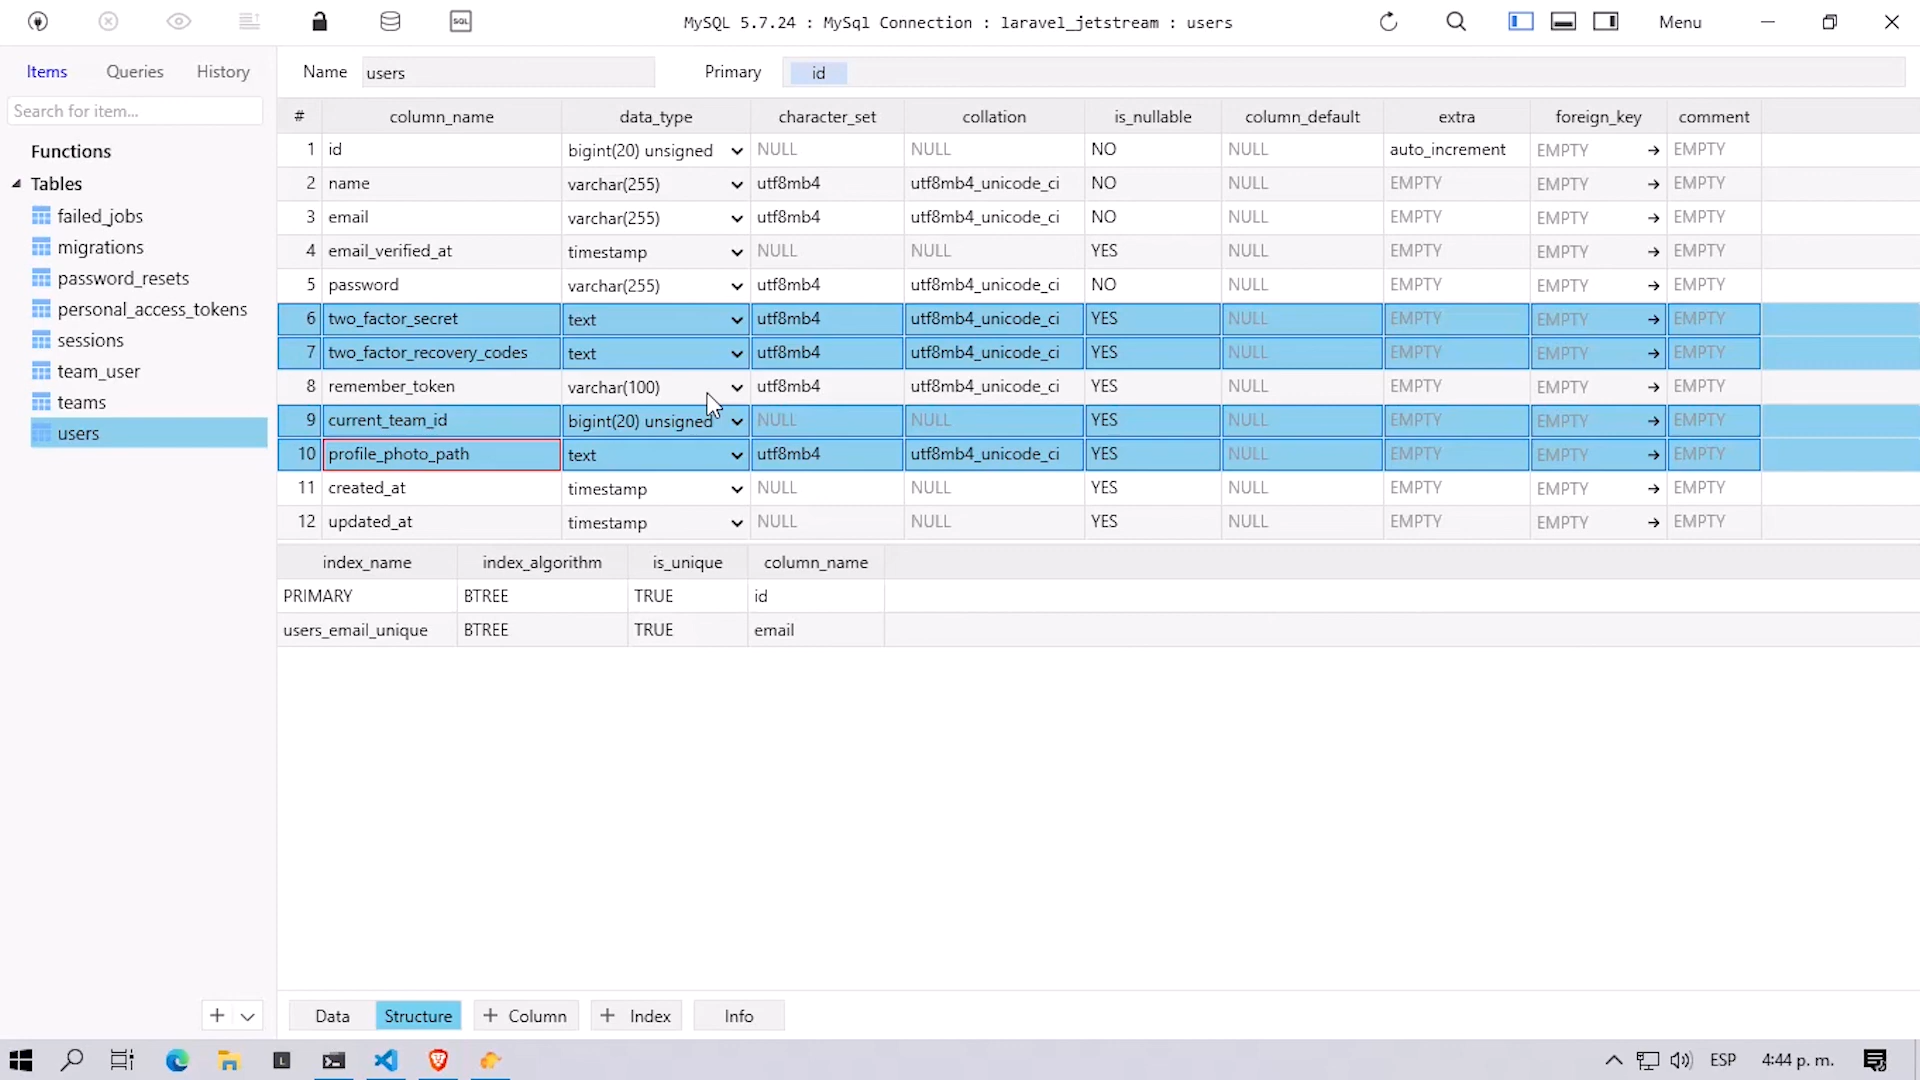 SQL
MySQL 5.7.24 : MySql Connection : laravel_jetstream : users
Menu
Items Queries History
Name users Primary id
Search for item...
Functions
Tables
failed_jobs
migrations
password_resets
personal_access_tokens
sessions
team_user
teams
users
# column_name data_type character_set collation is_nullable column_default extra foreign_key comment
1 id bigint(20) unsigned NULL NULL NO NULL auto_increment EMPTY EMPTY
2 name varchar(255) utf8mb4 utf8mb4_unicode_ci NO NULL EMPTY EMPTY EMPTY
3 email varchar(255) utf8mb4 utf8mb4_unicode_ci NO NULL EMPTY EMPTY EMPTY
4 email_verified_at timestamp NULL NULL YES NULL EMPTY EMPTY EMPTY
5 password varchar(255) utf8mb4 utf8mb4_unicode_ci NO NULL EMPTY EMPTY EMPTY
6 two_factor_secret text utf8mb4 utf8mb4_unicode_ci YES NULL EMPTY EMPTY EMPTY
7 two_factor_recovery_codes text utf8mb4 utf8mb4_unicode_ci YES NULL EMPTY EMPTY EMPTY
8 remember_token varchar(100) utf8mb4 utf8mb4_unicode_ci YES NULL EMPTY EMPTY EMPTY
9 current_team_id bigint(20) unsigned NULL NULL YES NULL EMPTY EMPTY EMPTY
10 profile_photo_path text utf8mb4 utf8mb4_unicode_ci YES NULL EMPTY EMPTY EMPTY
11 created_at timestamp NULL NULL YES NULL EMPTY EMPTY EMPTY
12 updated_at timestamp NULL NULL YES NULL EMPTY EMPTY EMPTY
index_name index_algorithm is_unique column_name
PRIMARY BTREE TRUE id
users_email_unique BTREE TRUE email
Data Structure + Column + Index Info
L
ESP 4:44 p. m.